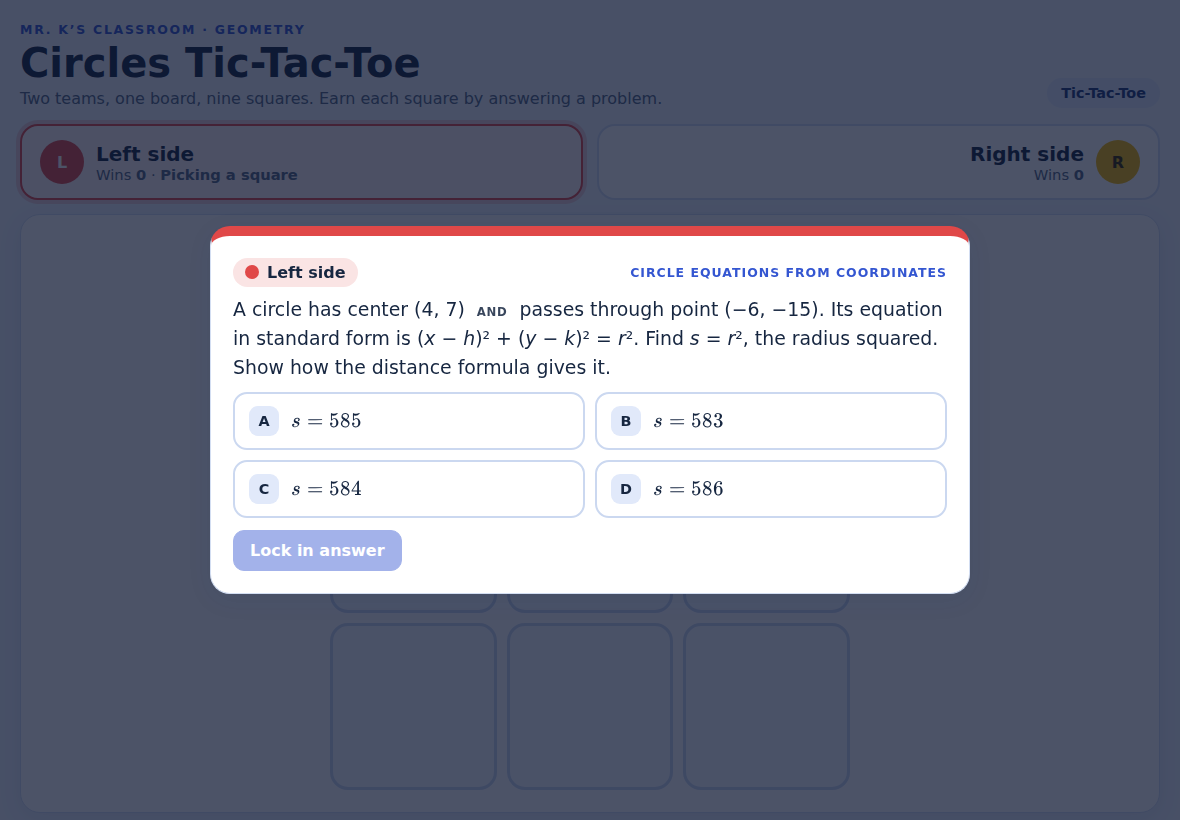 MR. K’S CLASSROOM · GEOMETRY
Circles Tic-Tac-Toe
Two teams, one board, nine squares. Earn each square by answering a problem.
Tic-Tac-Toe
L
Left side
Wins 0 · Picking a square
Right side
Wins 0
R
Left side
CIRCLE EQUATIONS FROM COORDINATES
A circle has center (4, 7) AND passes through point (−6, −15). Its equation
in standard form is (x − h)² + (y − k)² = r². Find s = r², the radius squared.
Show how the distance formula gives it.
A s = 585
B s = 583
C s = 584
D s = 586
Lock in answer